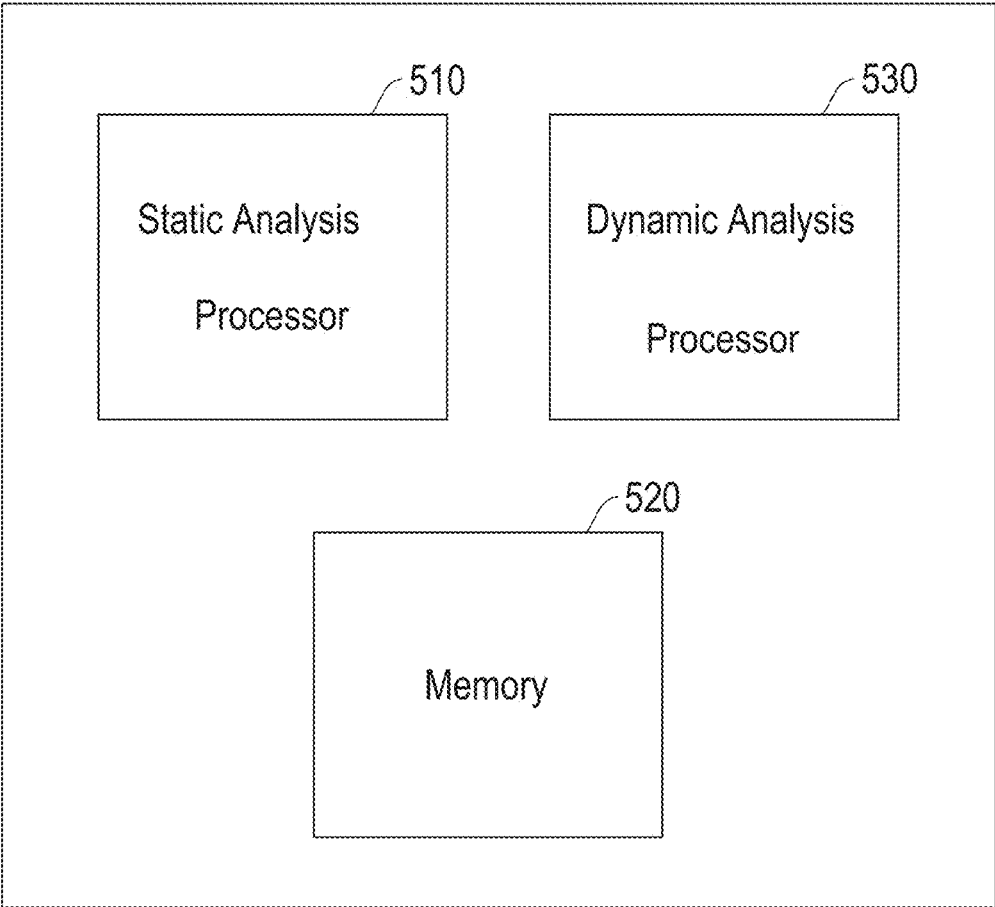 510
Static Analysis
Processor
530
Dynamic Analysis
Processor
520
Memory